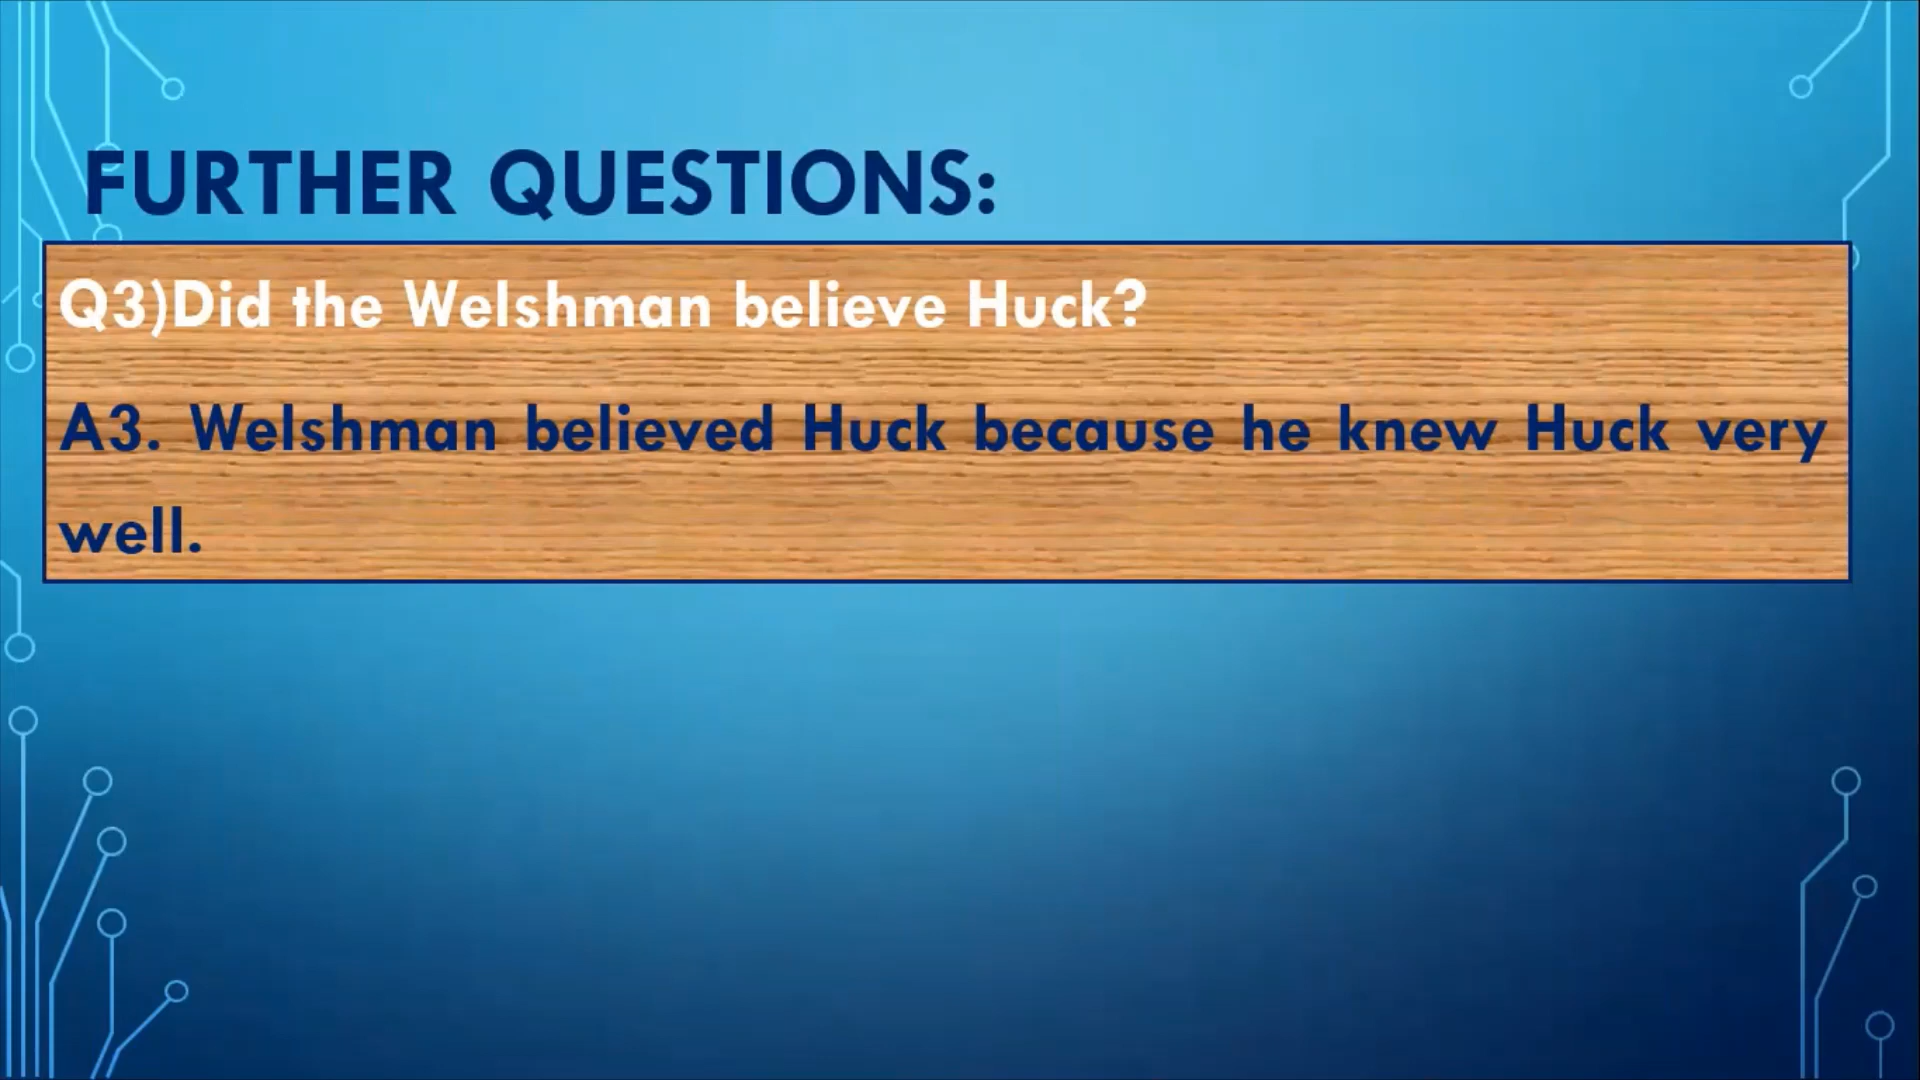 FURTHER QUESTIONS:
Q3)Did the Welshman believe Huck?
A3. Welshman believed Huck because he knew Huck very
well.